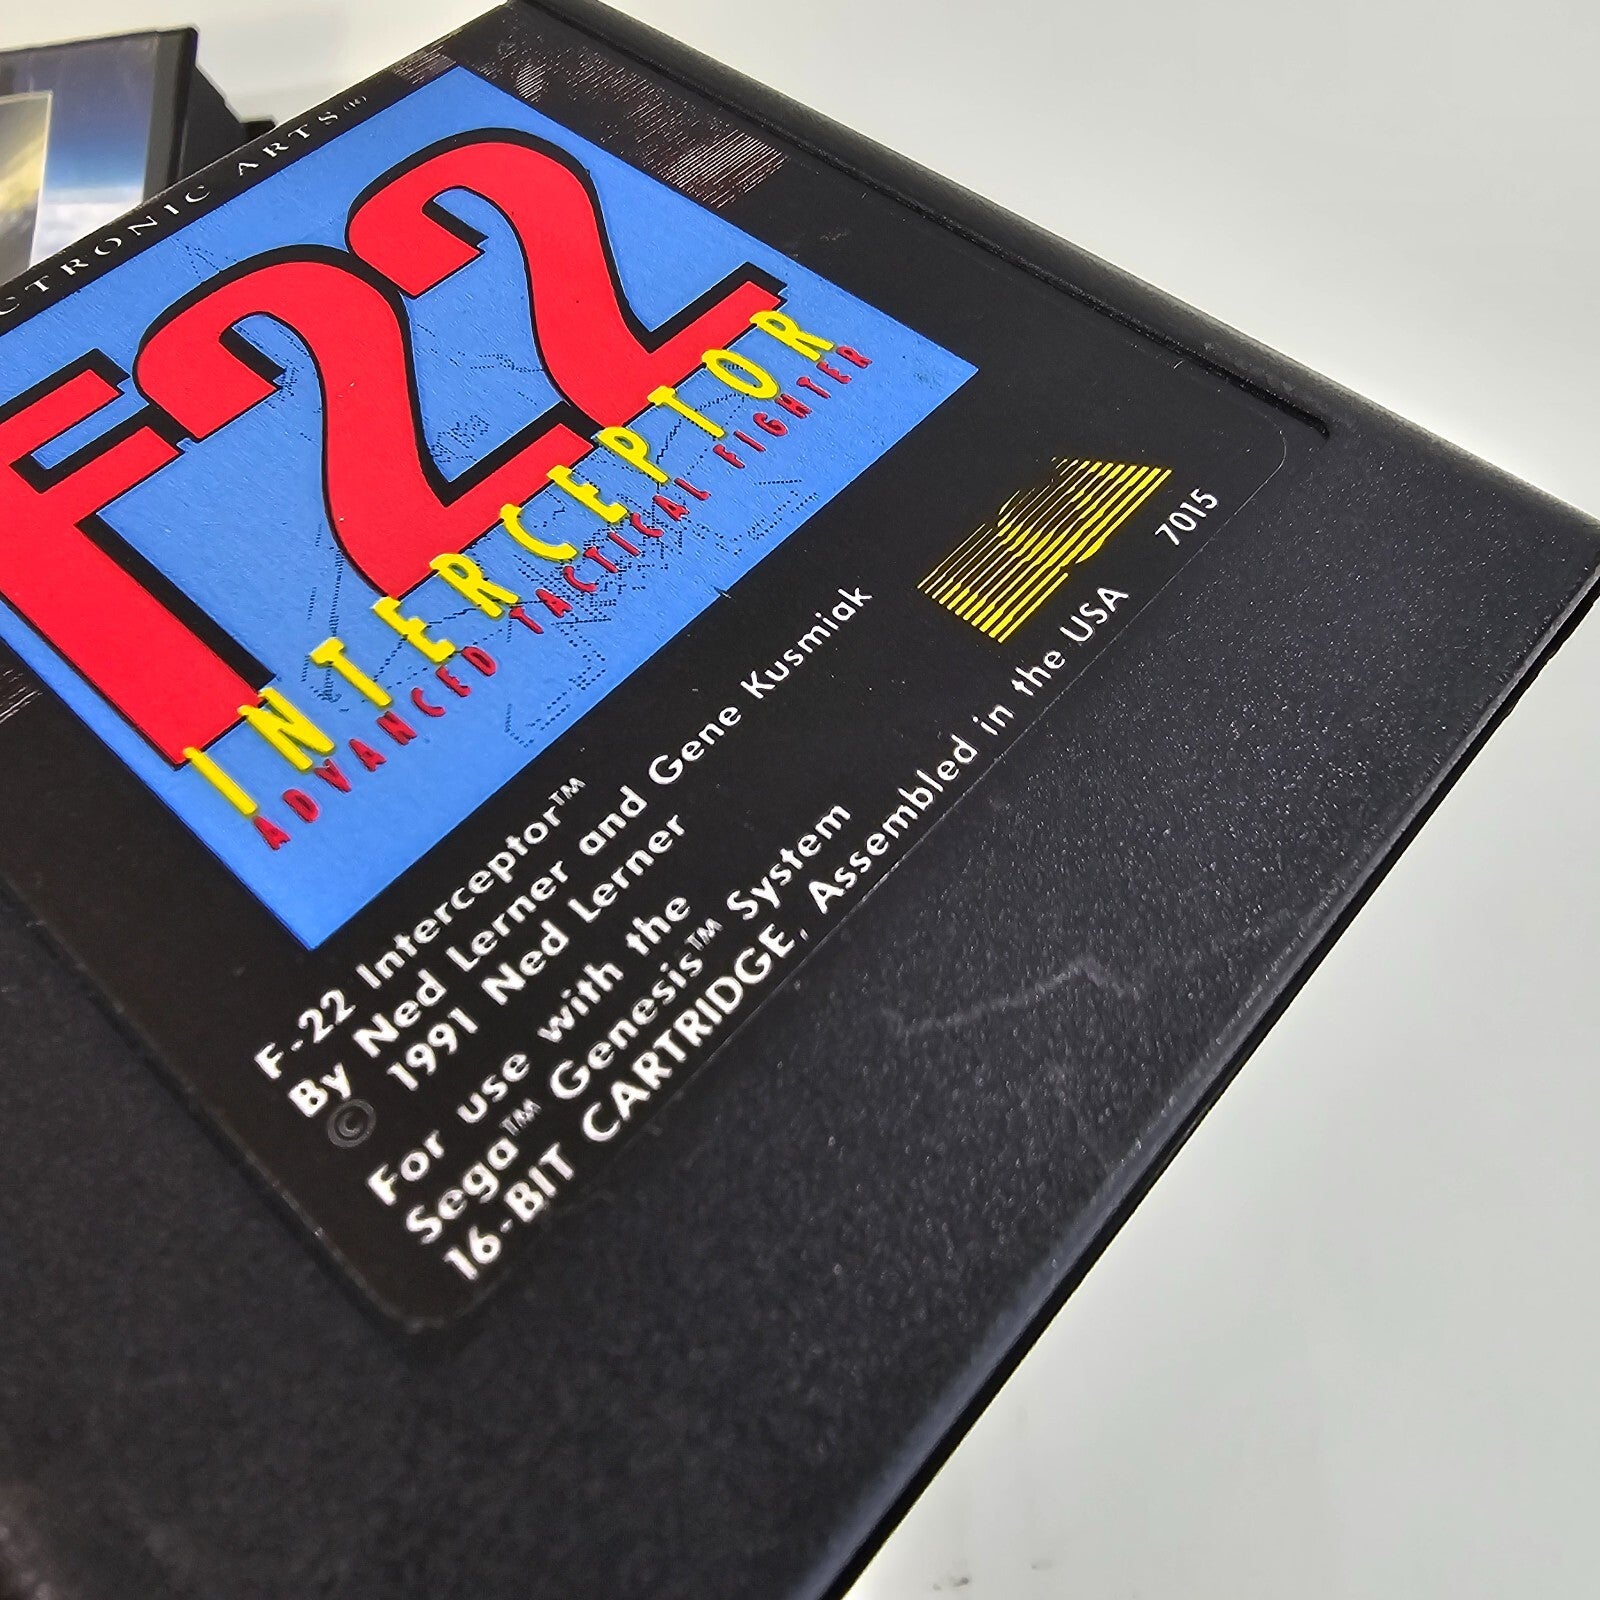 CTRONIC ARTS
F22
INTERCEPTOR
ADVANCED TACTICAL FIGHTER
7015
F-22 Interceptor™
By Ned Lerner and Gene Kusmiak
© 1991 Ned Lerner
For use with the
Sega™ Genesis™ System
16-BIT CARTRIDGE, Assembled in the USA